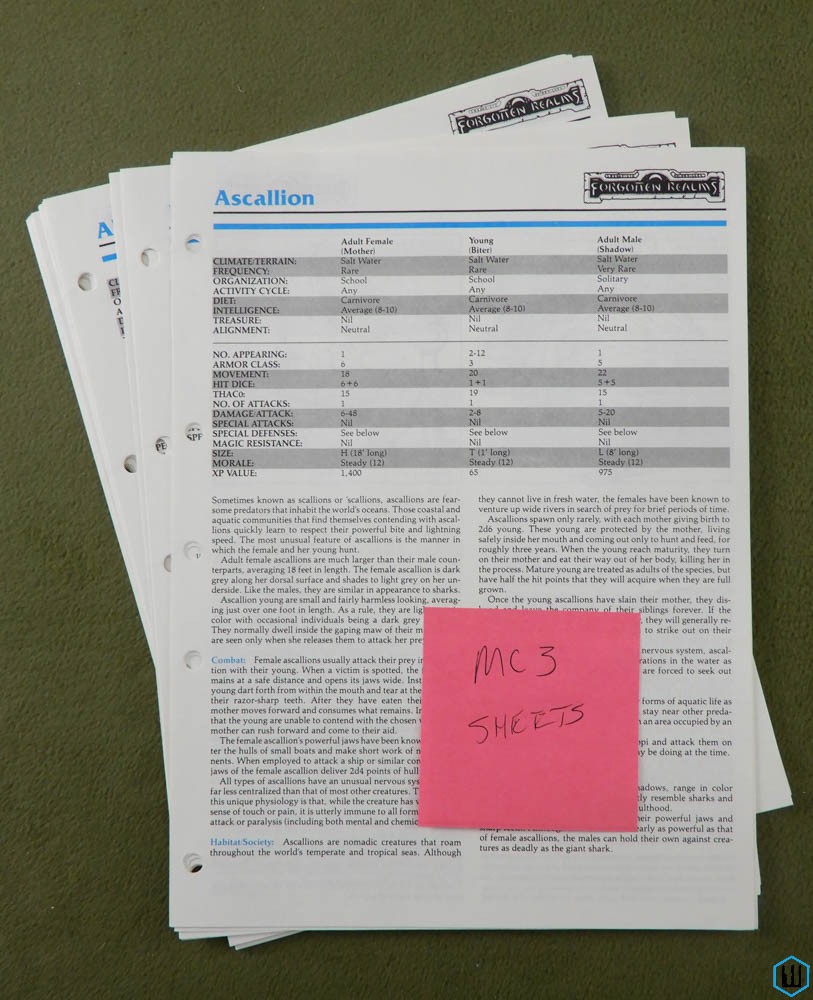 FORGOTTEN REALMS
Ascallion
FORGOTTEN REALMS
Adult Female Young Adult Male
(Mother) (Biter) (Shadow)
CLIMATE/TERRAIN: Salt Water Salt Water Salt Water
FREQUENCY: Rare Rare Very Rare
ORGANIZATION: School School Solitary
ACTIVITY CYCLE: Any Any Any
DIET: Carnivore Carnivore Carnivore
INTELLIGENCE: Average (8-10) Average (8-10) Average (8-10)
TREASURE: Nil Nil Nil
ALIGNMENT: Neutral Neutral Neutral
NO. APPEARING: 1 2-12 1
ARMOR CLASS: 6 3 5
MOVEMENT: 18 20 22
HIT DICE: 6+6 1+1 5+5
THAC0: 15 19 15
NO. OF ATTACKS: 1 1 1
DAMAGE/ATTACK: 6-48 2-8 5-20
SPECIAL ATTACKS: Nil Nil Nil
SPECIAL DEFENSES: See below See below See below
MAGIC RESISTANCE: Nil Nil Nil
SIZE: H (18' long) T (1' long) L (8' long)
MORALE: Steady (12) Steady (12) Steady (12)
XP VALUE: 1,400 65 975
Sometimes known as scallions or 'scallions, ascallions are fear-
some predators that inhabit the world's oceans. Those coastal and
aquatic communities that find themselves contending with ascal-
lions quickly learn to respect their powerful bite and lightning
speed. The most unusual feature of ascallions is the manner in
which the female and her young hunt.
Adult female ascallions are much larger than their male coun-
terparts, averaging 18 feet in length. The female ascallion is dark
grey along her dorsal surface and shades to light grey on her un-
derside. Like the males, they are similar in appearance to sharks.
Ascallion young are small and fairly harmless looking, averag-
ing just over one foot in length. As a rule, they are
color with occasional individuals being a dark grey
They normally dwell inside the gaping maw of their
are seen only when she releases them to attack her
Combat: Female ascallions usually attack their prey
tion with their young. When a victim is spotted, the
mains at a safe distance and opens its jaws wide.
young dart forth from within the mouth and tear at the
their razor-sharp teeth. After they have eaten their
mother moves forward and consumes what remains.
that the young are unable to contend with the chosen
mother can rush forward and come to their aid.
The female ascallion's powerful jaws have been
ter the hulls of small boats and make short work of
nents. When employed to attack a ship or similar
jaws of the female ascallion deliver 2d4 points of hull
All types of ascallions have an unusual nervous
far less centralized than that of most other creatures.
this unique physiology is that, while the creature has
sense of touch or pain, it is utterly immune to all
attack or paralysis (including both mental and
Habitat/Society: Ascallions are nomadic creatures that roam
throughout the world's temperate and tropical seas. Although
they cannot live in fresh water, the females have been known to
venture up wide rivers in search of prey for brief periods of time.
Ascallions spawn only rarely, with each mother giving birth to
2d6 young. These young are protected by the mother, living
safely inside her mouth and coming out only to hunt and feed, for
roughly three years. When the young reach maturity, they turn
on their mother and eat their way out of her body, killing her in
the process. Mature young are treated as adults of the species, but
have half the hit points that they will acquire when they are full
grown.
Once the young ascallions have slain their mother, they dis-
band and leave the company of their siblings forever. If the
they will generally re-
to strike out on their
nervous system, ascal-
in the water as
are forced to seek out
forms of aquatic life as
stay near other preda-
an area occupied by an
and attack them on
be doing at the time.
range in color
resemble sharks and
their powerful jaws and
nearly as powerful as that
of female ascallions, the males can hold their own against crea-
tures as deadly as the giant shark.
MC 3
SHEETS